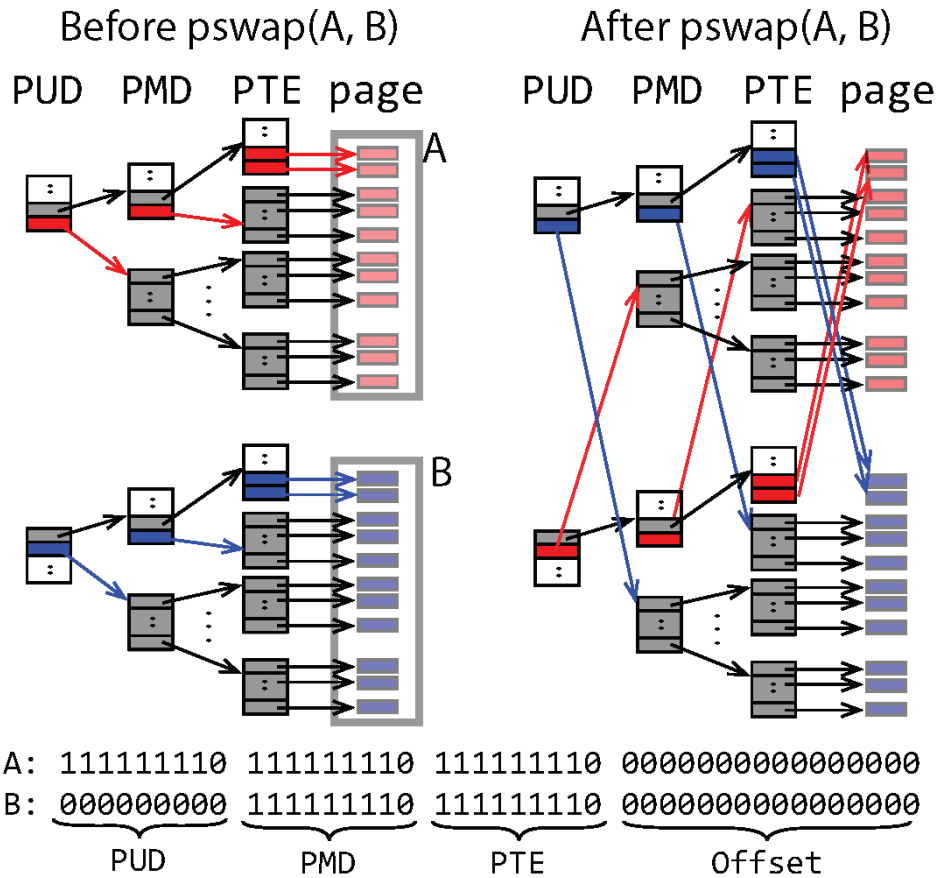 Before pswap(A, B)
After pswap(A, B)
PUD PMD PTE page
PUD PMD PTE page
A
B
A: 111111110 111111110 111111110 0000000000000000
B: 000000000 111111110 111111110 0000000000000000
PUD PMD PTE Offset